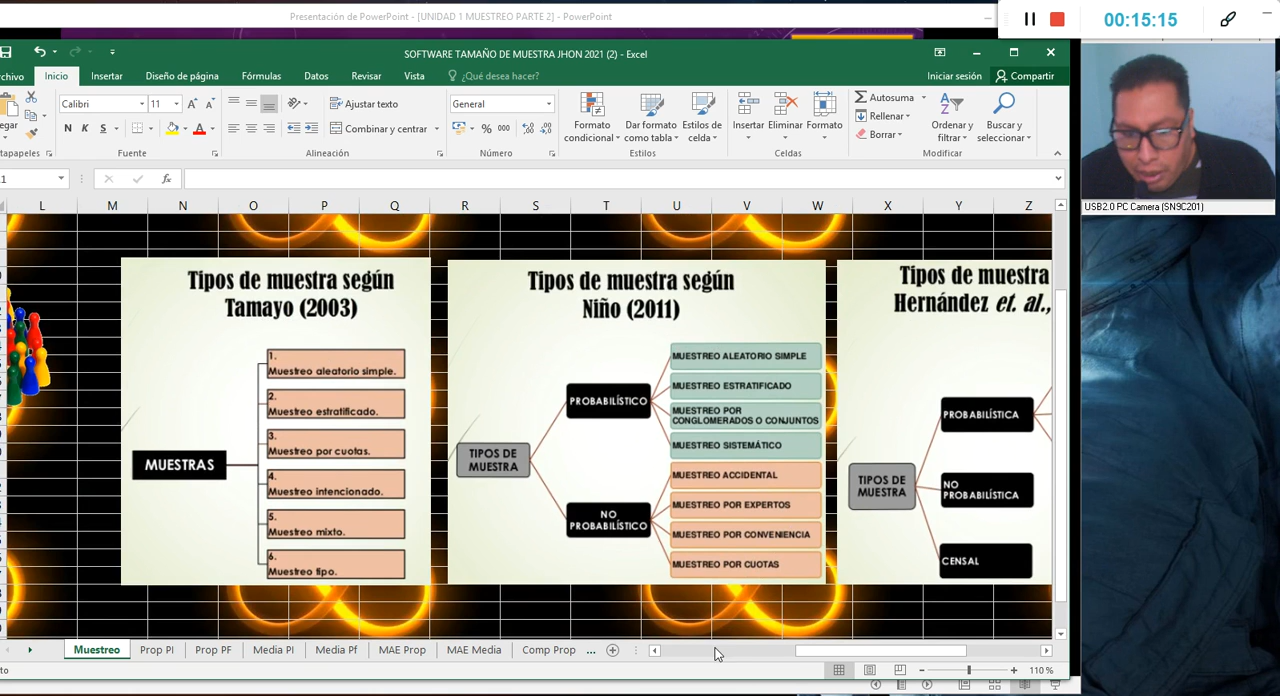 Presentación de PowerPoint - [UNIDAD 1 MUESTREO PARTE 2] - PowerPoint
00:15:15
SOFTWARE TAMAÑO DE MUESTRA JHON 2021 (2) - Excel
rchivo
Inicio
Insertar
Diseño de página
Fórmulas
Datos
Revisar
Vista
¿Qué desea hacer?
Iniciar sesión
Compartir
egar
Calibri
11
N K S
A A
Ajustar texto
Combinar y centrar
General
% 000
Formato
condicional
Dar formato
como tabla
Estilos de
celda
Insertar
Eliminar
Formato
Autosuma
Rellenar
Borrar
Ordenar y
filtrar
Buscar y
seleccionar
tapapeles
Fuente
Alineación
Número
Estilos
Celdas
Modificar
USB2.0 PC Camera (SN9C201)
1
fx
L M N O P Q R S T U V W X Y Z
Tipos de muestra según
Tamayo (2003)
MUESTRAS
1.
Muestreo aleatorio simple.
2.
Muestreo estratificado.
3.
Muestreo por cuotas.
4.
Muestreo intencionado.
5.
Muestreo mixto.
6.
Muestreo tipo.
Tipos de muestra según
Niño (2011)
TIPOS DE
MUESTRA
PROBABILÍSTICO
MUESTREO ALEATORIO SIMPLE
MUESTREO ESTRATIFICADO
MUESTREO POR
CONGLOMERADOS O CONJUNTOS
MUESTREO SISTEMÁTICO
NO
PROBABILÍSTICO
MUESTREO ACCIDENTAL
MUESTREO POR EXPERTOS
MUESTREO POR CONVENIENCIA
MUESTREO POR CUOTAS
Tipos de muestra
Hernández et. al.,
TIPOS DE
MUESTRA
PROBABILÍSTICA
NO
PROBABILÍSTICA
CENSAL
Muestreo
Prop PI
Prop PF
Media PI
Media PF
MAE Prop
MAE Media
Comp Prop
...
to
110 %